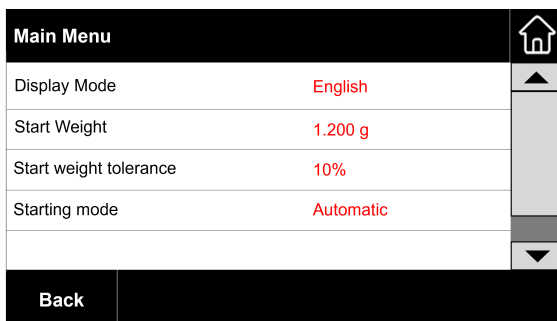 Main Menu
Display Mode English
Start Weight 1.200 g
Start weight tolerance 10%
Starting mode Automatic
Back